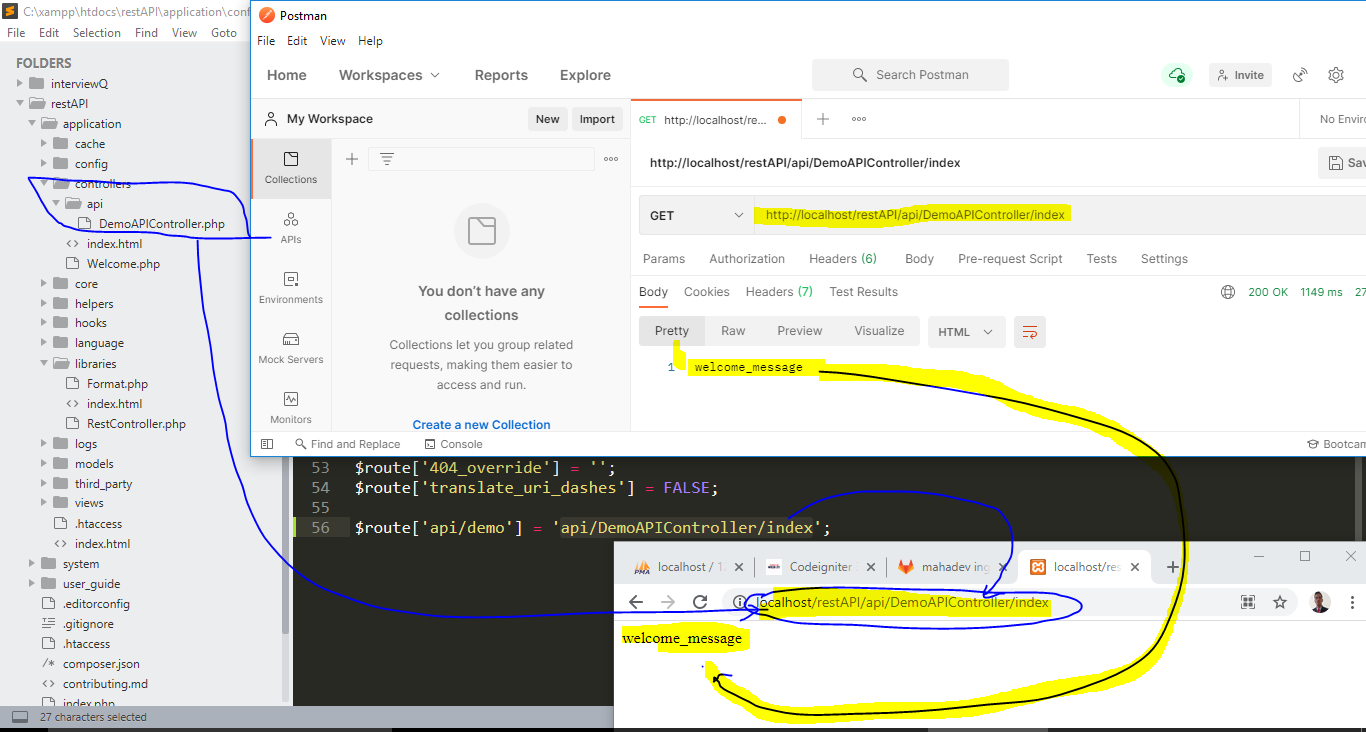 C:\xampp\htdocs\restAPI\application\conf
File Edit Selection Find View Goto
FOLDERS
interviewQ
restAPI
application
cache
config
controllers
api
DemoAPIController.php
index.html
Welcome.php
core
helpers
hooks
language
libraries
Format.php
index.html
RestController.php
logs
models
third_party
views
.htaccess
index.html
system
user_guide
.editorconfig
.gitignore
.htaccess
composer.json
contributing.md
index.php
27 characters selected
Postman
File Edit View Help
Home Workspaces Reports Explore Search Postman Invite
My Workspace New Import
GET http://localhost/re... No Enviro
Collections
APIs
Environments
Mock Servers
Monitors
You don't have any
collections
Collections let you group related
requests, making them easier to
access and run.
Create a new Collection
http://localhost/restAPI/api/DemoAPIController/index Sav
GET http://localhost/restAPI/api/DemoAPIController/index
Params Authorization Headers (6) Body Pre-request Script Tests Settings
Body Cookies Headers (7) Test Results 200 OK 1149 ms 27
Pretty Raw Preview Visualize HTML
1 welcome_message
Find and Replace Console Bootcam
53 $route['404_override'] = '';
54 $route['translate_uri_dashes'] = FALSE;
55
56 $route['api/demo'] = 'api/DemoAPIController/index';
PMA localhost / 12 Codeigniter mahadev ing localhost/res
localhost/restAPI/api/DemoAPIController/index
welcome_message